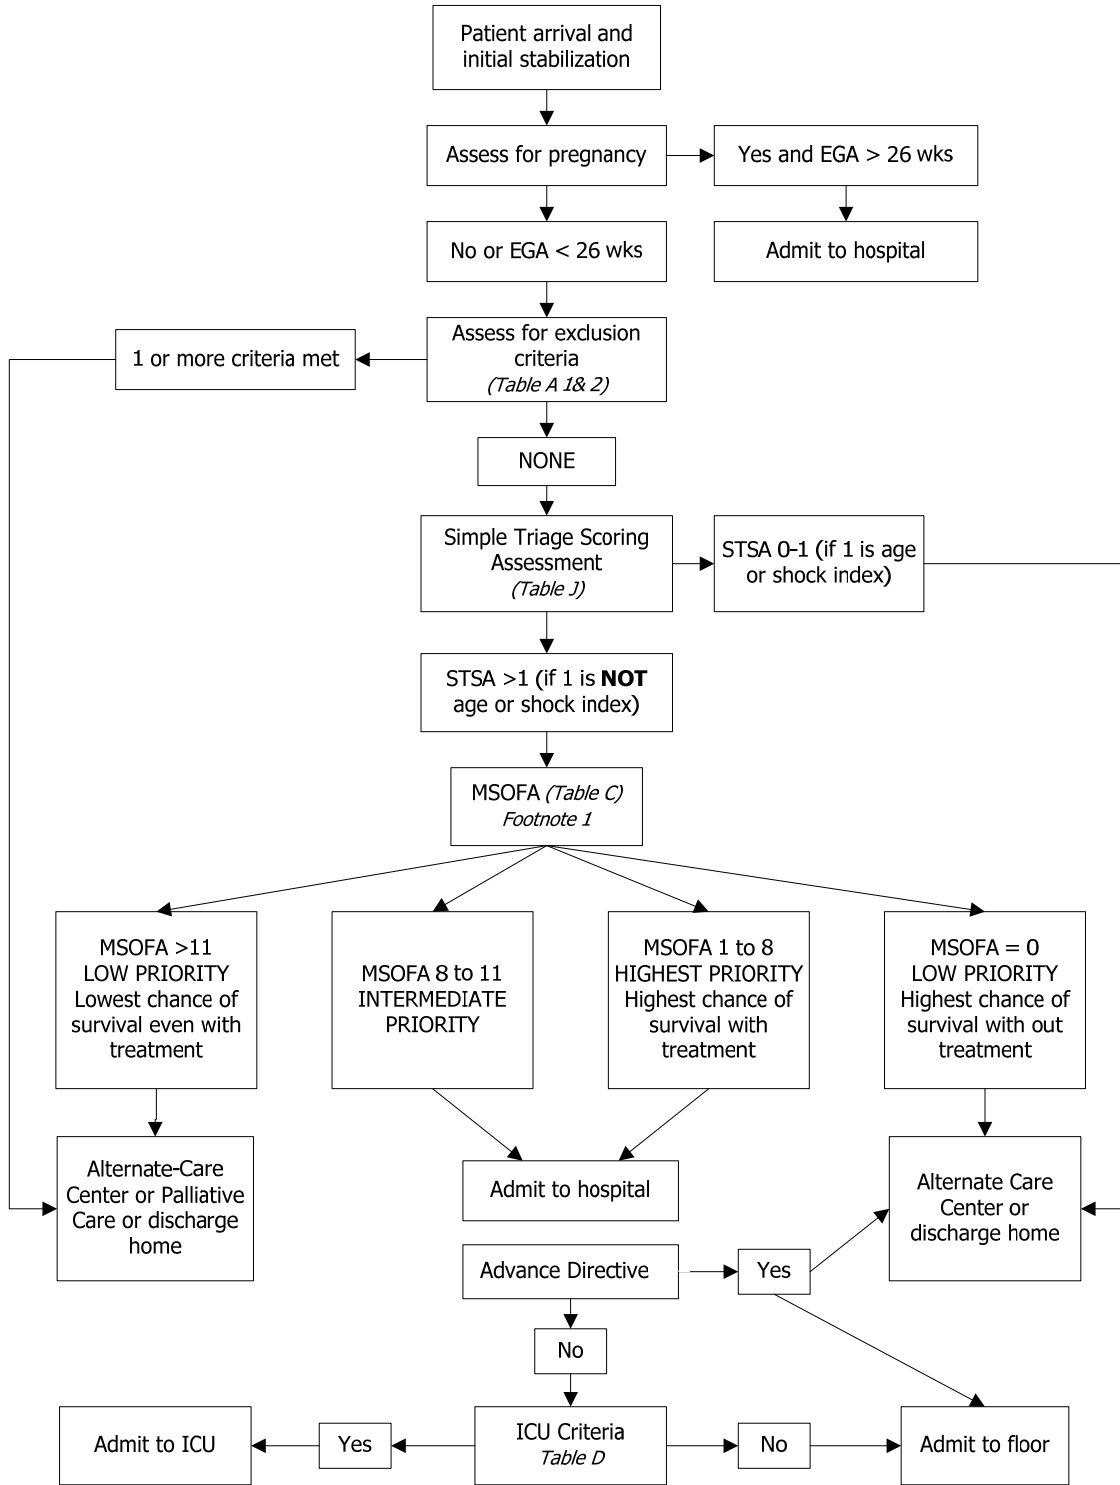 Patient arrival and
initial stabilization
Assess for pregnancy
Yes and EGA > 26 wks
No or EGA < 26 wks
Admit to hospital
Assess for exclusion
criteria
(Table A 1& 2)
1 or more criteria met
NONE
Simple Triage Scoring
Assessment
(Table J)
STSA 0-1 (if 1 is age
or shock index)
STSA >1 (if 1 is NOT
age or shock index)
MSOFA (Table C)
Footnote 1
MSOFA >11
LOW PRIORITY
Lowest chance of
survival even with
treatment
MSOFA 8 to 11
INTERMEDIATE
PRIORITY
MSOFA 1 to 8
HIGHEST PRIORITY
Highest chance of
survival with
treatment
MSOFA = 0
LOW PRIORITY
Highest chance of
survival with out
treatment
Alternate-Care
Center or Palliative
Care or discharge
home
Admit to hospital
Alternate Care
Center or
discharge home
Advance Directive
Yes
No
Admit to ICU
Yes
ICU Criteria
Table D
No
Admit to floor